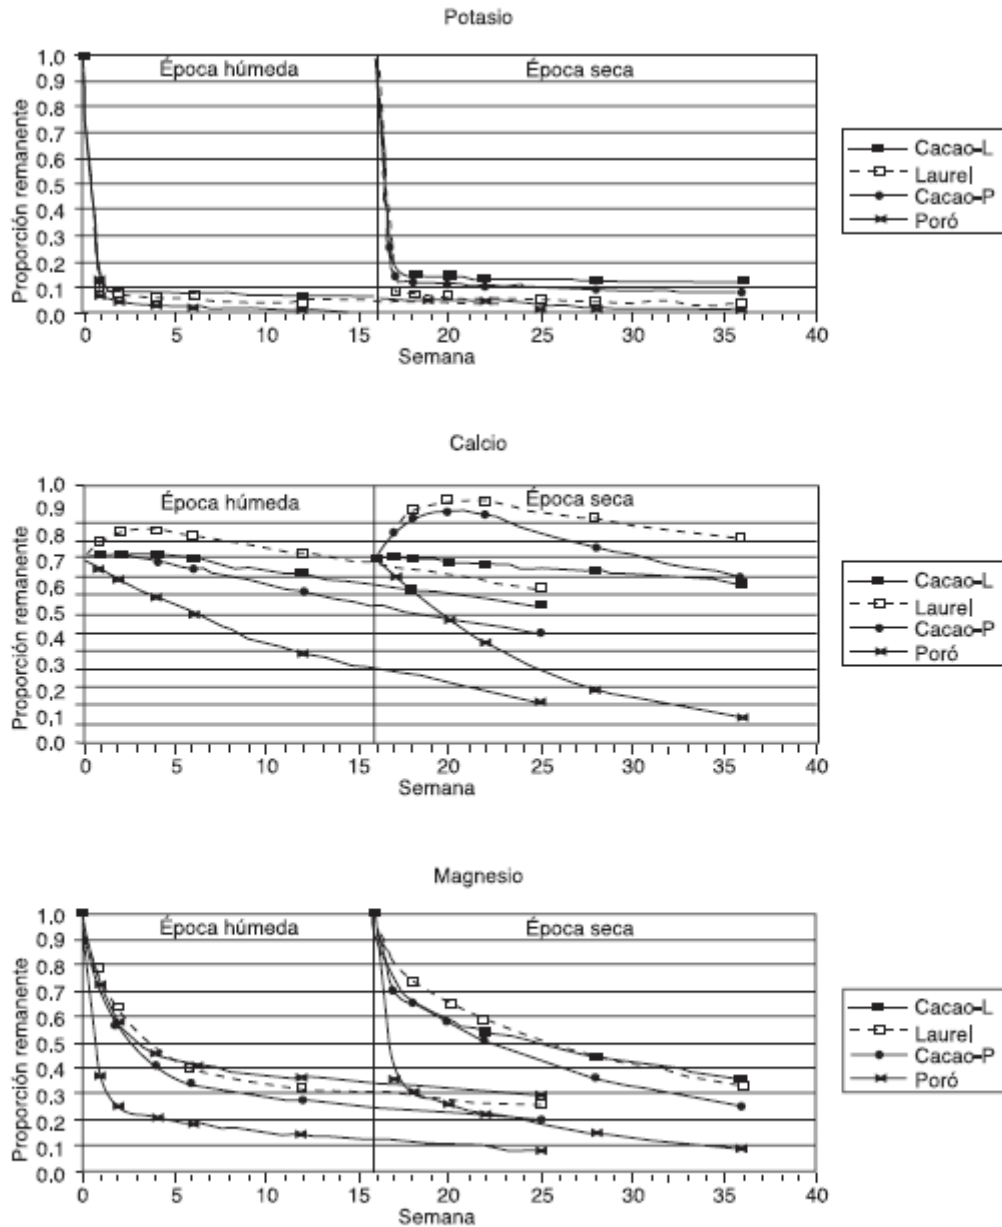 Potasio
Proporción remanente
1.0
0.9
0.8
0.7
0.6
0.5
0.4
0.3
0.2
0.1
0.0
Época húmeda
Época seca
0 5 10 15 20 25 30 35 40
Semana
Cacao-L
Laurel
Cacao-P
Poró
Calcio
Proporción remanente
1.0
0.9
0.8
0.7
0.6
0.5
0.4
0.3
0.2
0.1
0.0
Época húmeda
Época seca
0 5 10 15 20 25 30 35 40
Semana
Cacao-L
Laurel
Cacao-P
Poró
Magnesio
Proporción remanente
1.0
0.9
0.8
0.7
0.6
0.5
0.4
0.3
0.2
0.1
0.0
Época húmeda
Época seca
0 5 10 15 20 25 30 35 40
Semana
Cacao-L
Laurel
Cacao-P
Poró